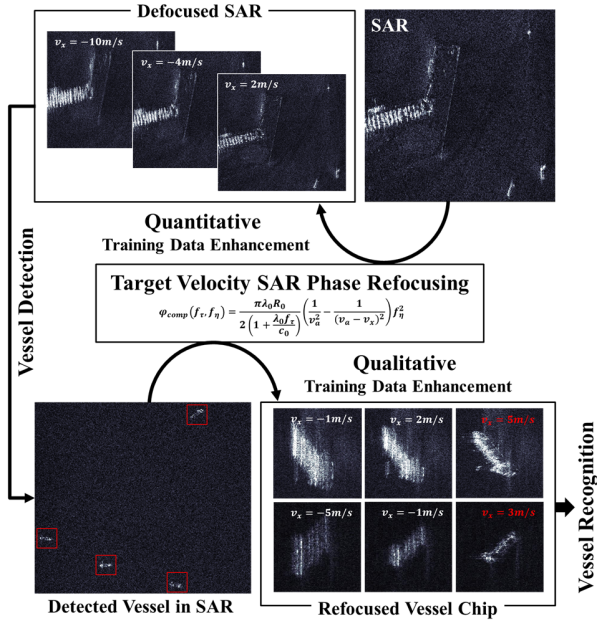 Defocused SAR
v_x = −10m/s
v_x = −4m/s
v_x = 2m/s
SAR
Quantitative
Training Data Enhancement
Vessel Detection
Target Velocity SAR Phase Refocusing
φ_comp(f_τ, f_η) = πλ₀R₀ / 2(1 + λ₀f_τ / c₀) (1 / v_a² − 1 / (v_a − v_x)²) f_η²
Qualitative
Training Data Enhancement
v_x = −1m/s
v_x = 2m/s
v_x = 5m/s
v_x = −5m/s
v_x = −1m/s
v_x = 3m/s
Vessel Recognition
Detected Vessel in SAR
Refocused Vessel Chip